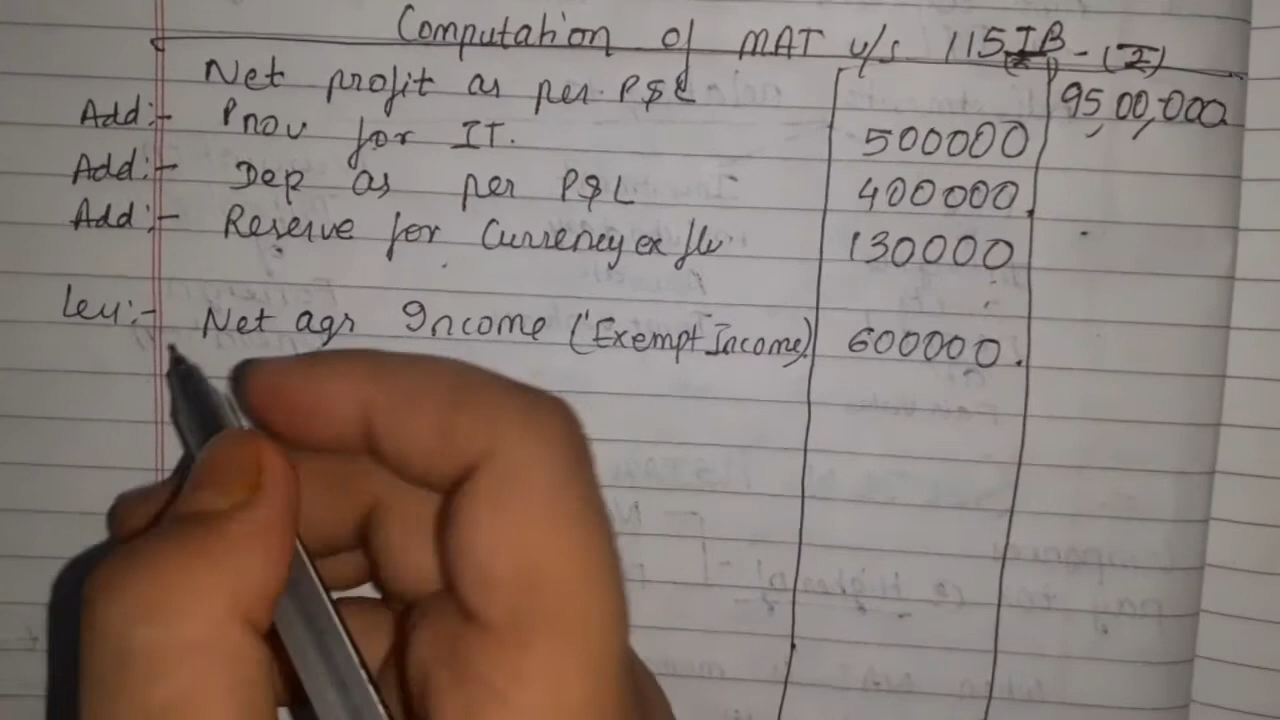 Computation of MAT u/s 115JB - (I)
Net profit as per P&L 95,00,000
Add:- Prov for IT. 500000
Add:- Dep as per P&L 400000
Add:- Reserve for Currency ex flu. 130000
Less:- Net agr Income (Exempt Income) 600000.